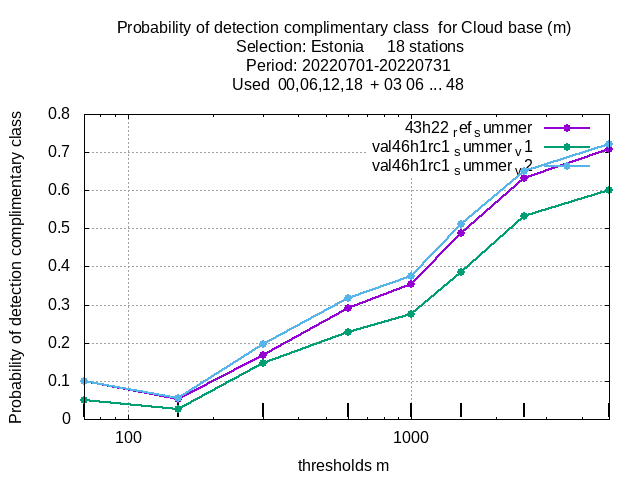 Probability of detection complimentary class  for Cloud base (m)
Selection: Estonia     18 stations
Period: 20220701-20220731
Used  00,06,12,18  + 03 06 ... 48
Probability of detection complimentary class
0.8
0.7
0.6
0.5
0.4
0.3
0.2
0.1
0
43h22 ref summer
val46h1rc1 summer v1
val46h1rc1 summer v2
100
1000
thresholds m